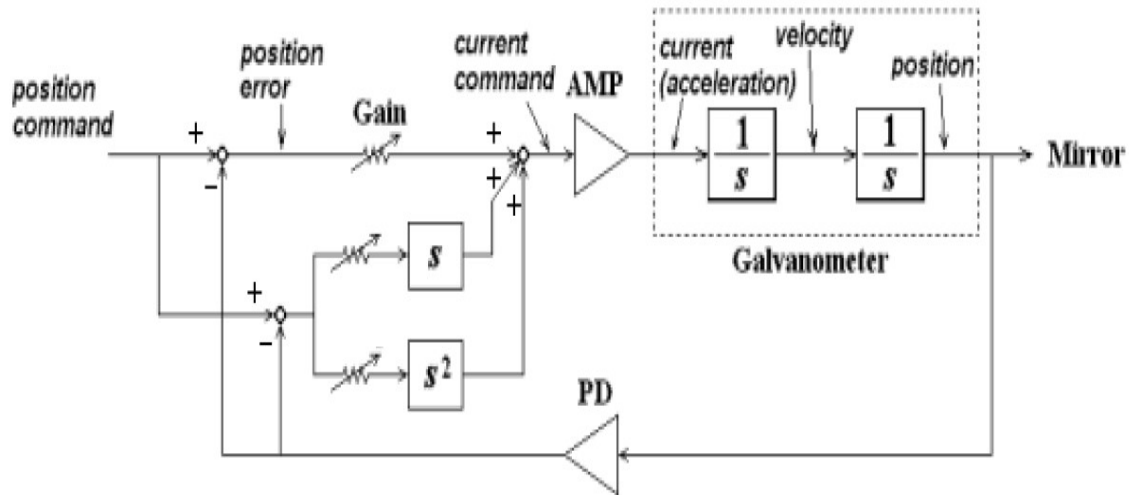 position
command
+
-
position
error
Gain
+
+
+
current
command
AMP
current
(acceleration)
velocity
position
1
s
1
s
Mirror
Galvanometer
s
+
-
s²
PD